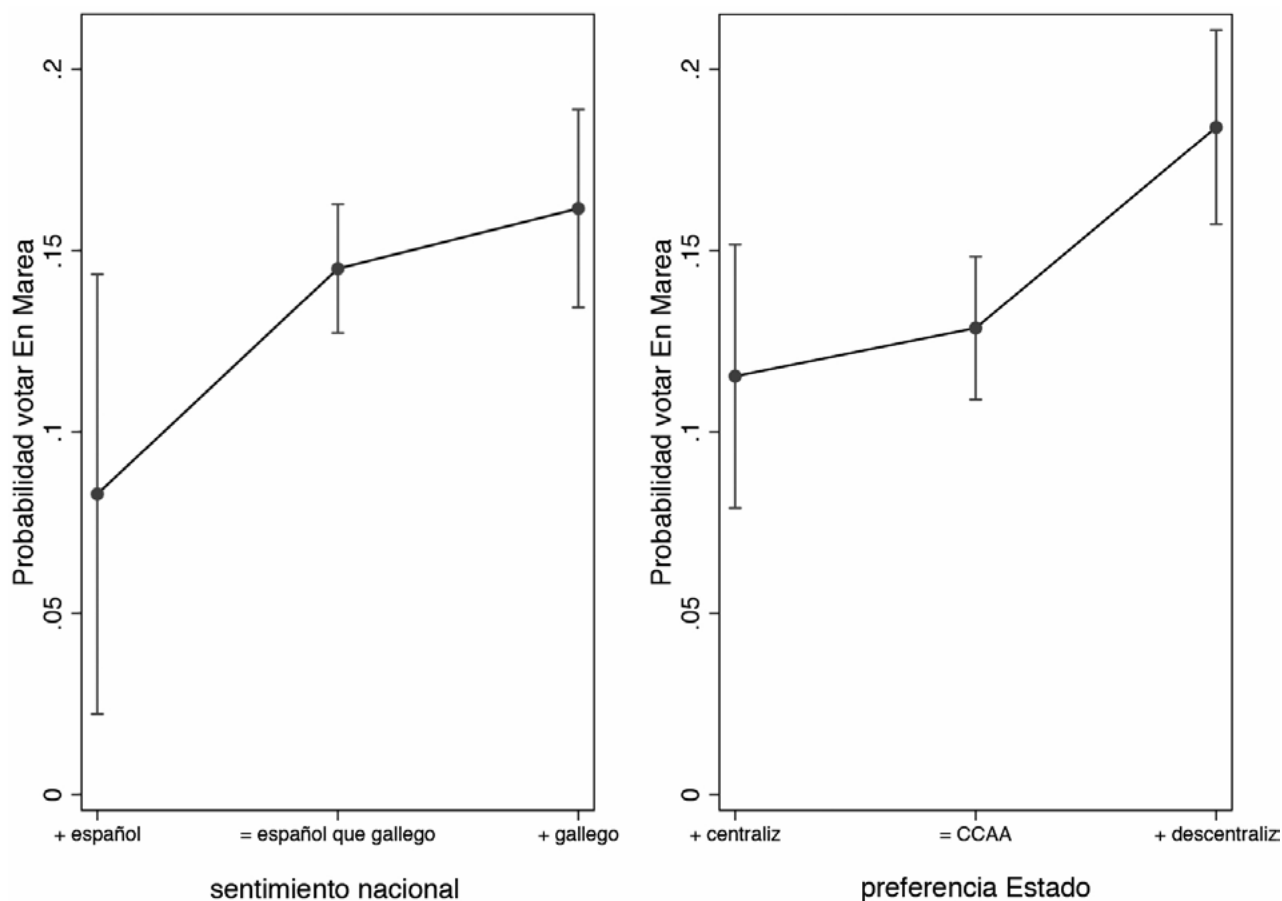 Probabilidad votar En Marea
.2
.15
.1
.05
0
+ español
= español que gallego
+ gallego
sentimiento nacional
Probabilidad votar En Marea
.2
.15
.1
.05
0
+ centraliz
= CCAA
+ descentraliz
preferencia Estado